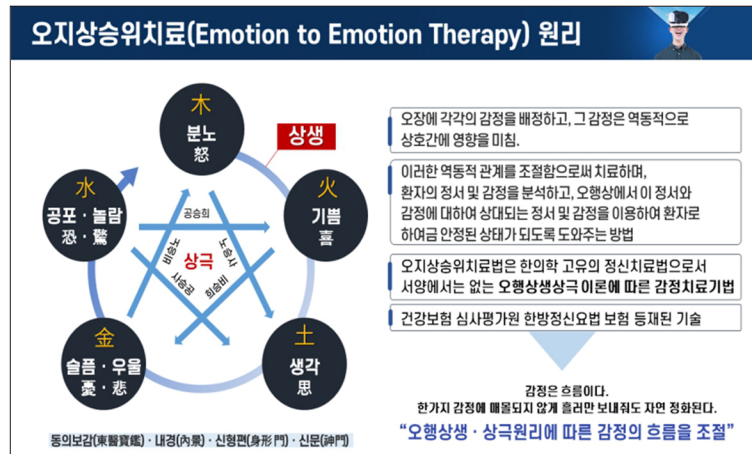 오지상승위치료(Emotion to Emotion Therapy) 원리
木
분노
怒
상생
水
공포·놀람
恐·驚
火
기쁨
喜
공승희
비승노
노승사
상극
사승공
희승비
金
슬픔·우울
憂·悲
土
생각
思
동의보감(東醫寶鑑)·내경(內景)·신형편(身形門)·신문(神門)
오장에 각각의 감정을 배정하고, 그 감정은 역동적으로
상호간에 영향을 미침.
이러한 역동적 관계를 조절함으로써 치료하며,
환자의 정서 및 감정을 분석하고, 오행상에서 이 정서와
감정에 대하여 상대되는 정서 및 감정을 이용하여 환자로
하여금 안정된 상태가 되도록 도와주는 방법
오지상승위치료법은 한의학 고유의 정신치료법으로서
서양에서는 없는 오행상생상극 이론에 따른 감정치료기법
건강보험 심사평가원 한방정신요법 보험 등재된 기술
감정은 흐름이다.
한가지 감정에 매몰되지 않게 흘러만 보내줘도 자연 정화된다.
“오행상생·상극원리에 따른 감정의 흐름을 조절”